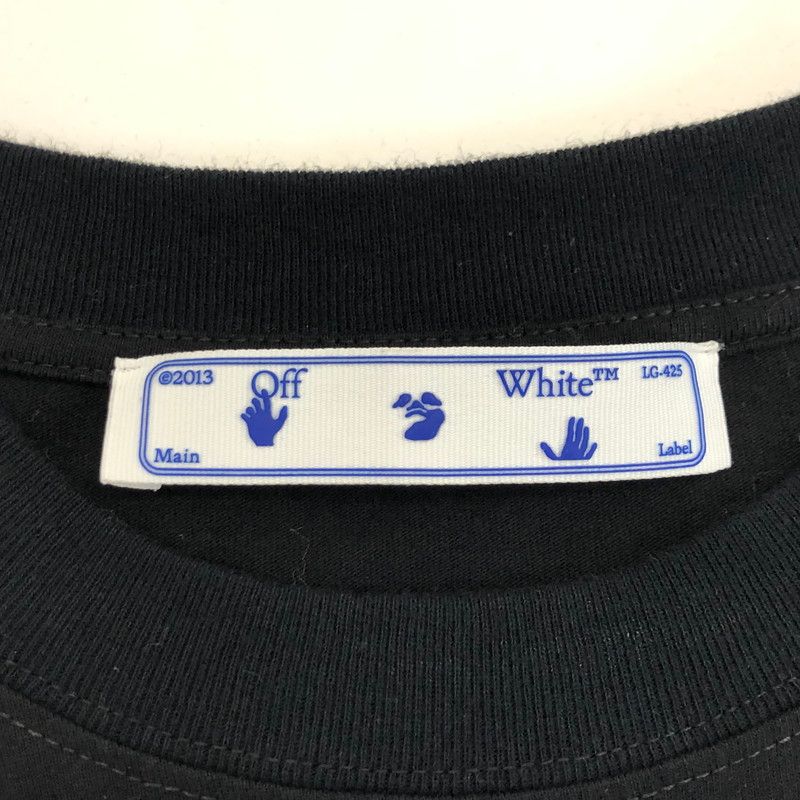 ©2013 Off White™ LG-425
Main Label